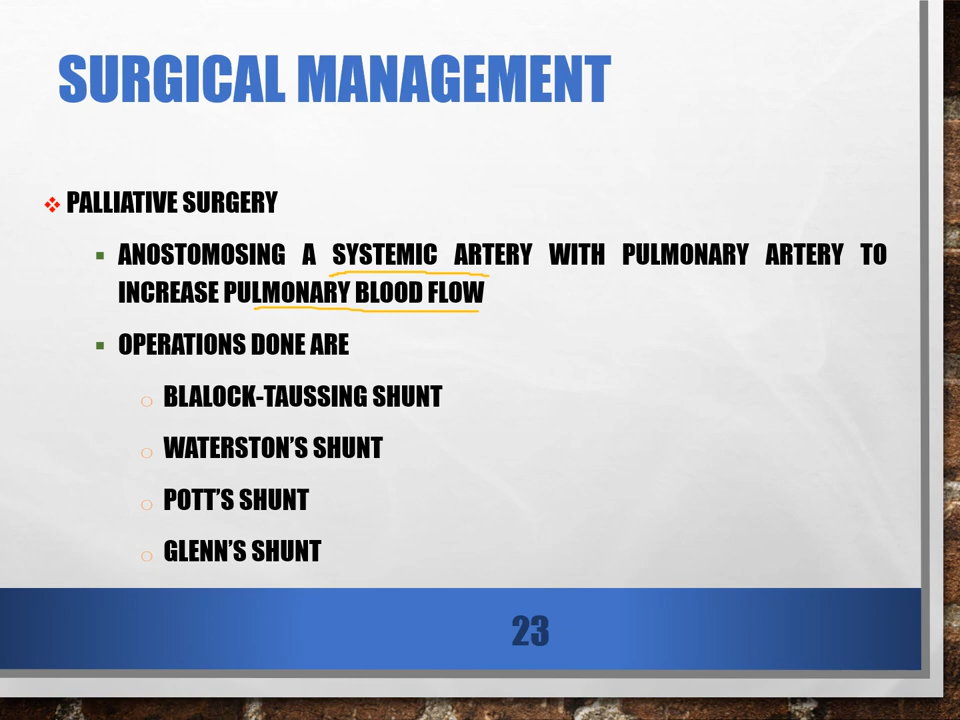 SURGICAL MANAGEMENT
PALLIATIVE SURGERY
ANOSTOMOSING A SYSTEMIC ARTERY WITH PULMONARY ARTERY TO
INCREASE PULMONARY BLOOD FLOW
OPERATIONS DONE ARE
BLALOCK-TAUSSING SHUNT
WATERSTON’S SHUNT
POTT’S SHUNT
GLENN’S SHUNT
23